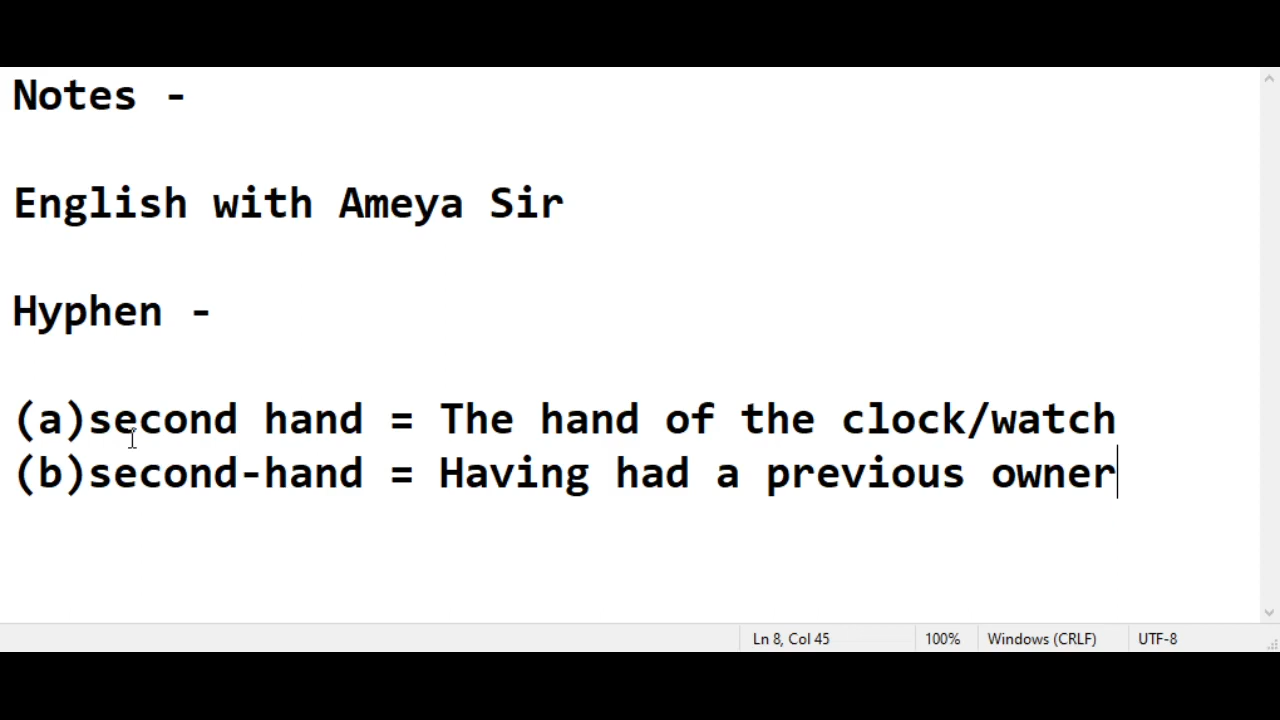 Notes -
English with Ameya Sir
Hyphen -
(a)second hand = The hand of the clock/watch
(b)second-hand = Having had a previous owner
Ln 8, Col 45 100% Windows (CRLF) UTF-8